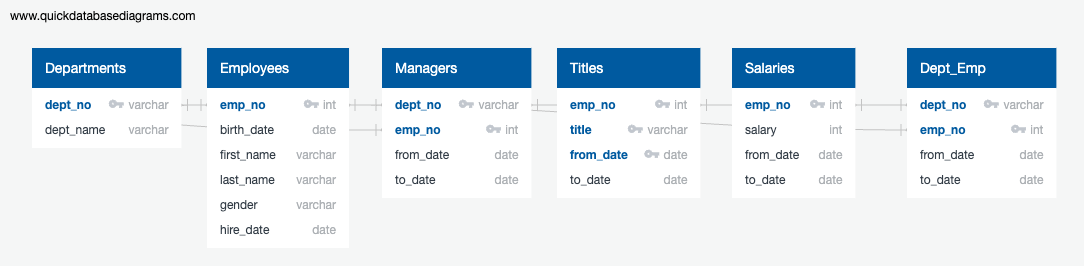 www.quickdatabasediagrams.com
Departments
dept_no varchar
dept_name varchar
Employees
emp_no int
birth_date date
first_name varchar
last_name varchar
gender varchar
hire_date date
Managers
dept_no varchar
emp_no int
from_date date
to_date date
Titles
emp_no int
title varchar
from_date date
to_date date
Salaries
emp_no int
salary int
from_date date
to_date date
Dept_Emp
dept_no varchar
emp_no int
from_date date
to_date date